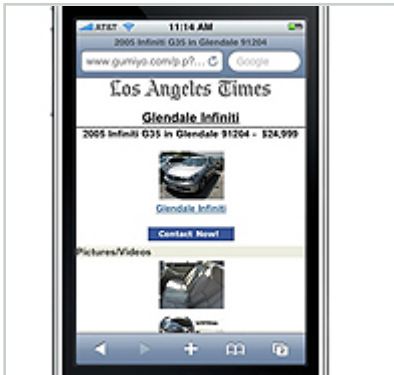 AT&T 11:14 AM
2005 Infiniti G35 in Glendale 91204
www.gumiyo.com/p.p?... Google
Los Angeles Times
Glendale Infiniti
2005 Infiniti G35 in Glendale 91204 - $24,999
Glendale Infiniti
Contact Now!
Pictures/Videos